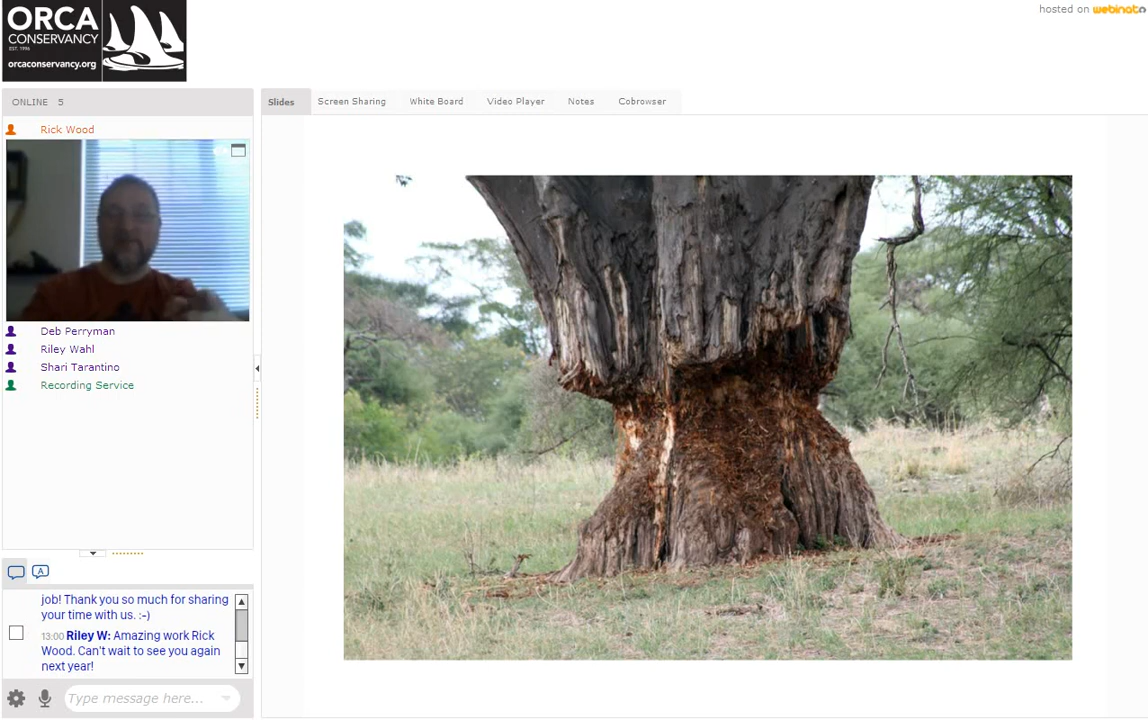 ORCA
CONSERVANCY
EST. 1996
orcaconservancy.org
hosted on webinato
ONLINE 5
Slides
Screen Sharing
White Board
Video Player
Notes
Cobrowser
Rick Wood
Deb Perryman
Riley Wahl
Shari Tarantino
Recording Service
A
job! Thank you so much for sharing
your time with us. :-)
13:00 Riley W: Amazing work Rick
Wood. Can't wait to see you again
next year!
Type message here...